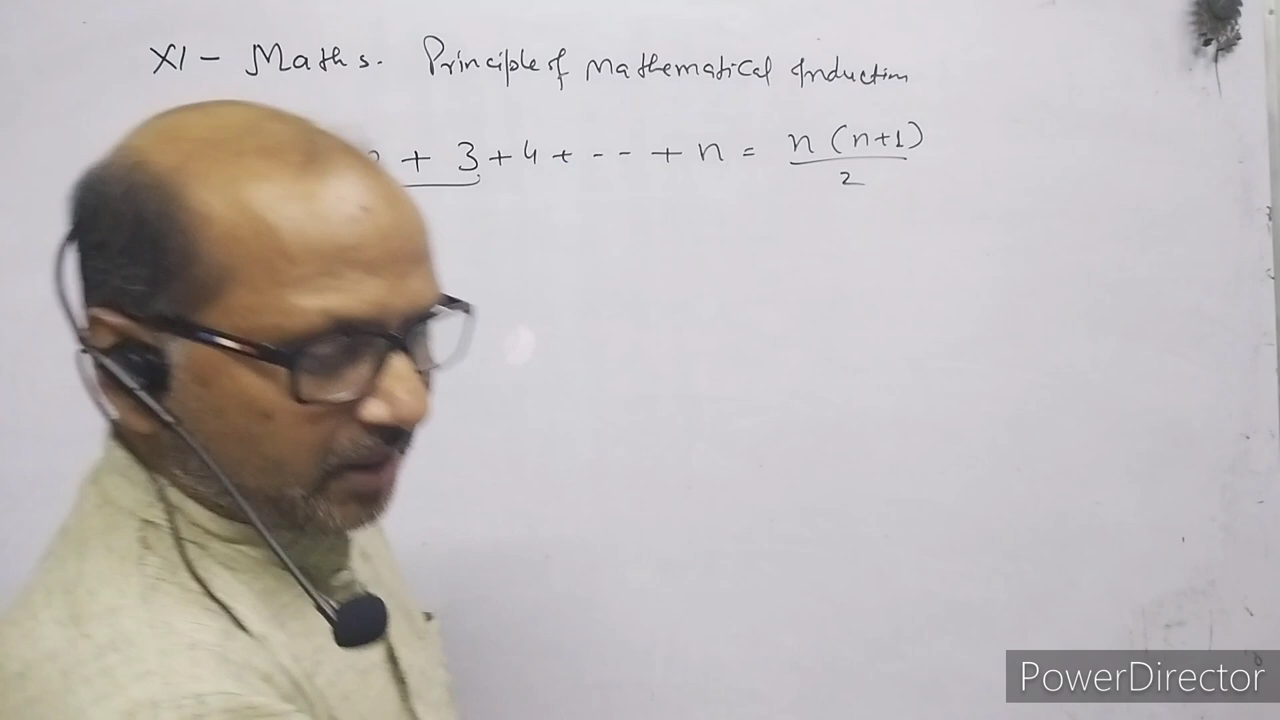 XI - Maths. Principle of Mathematical Induction
+ 3 + 4 + -- + n = n (n+1)
2
PowerDirector